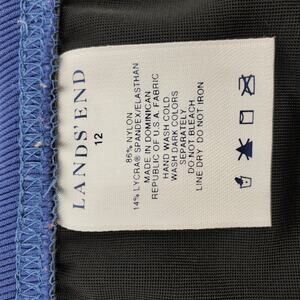 LANDS' END
12
86% NYLON
14% LYCRA® SPANDEX/ELASTHAN
MADE IN DOMINICAN
REPUBLIC OF U.S.A. FABRIC
HAND WASH COLD
WASH DARK COLORS
SEPARATELY
DO NOT BLEACH
LINE DRY DO NOT IRON